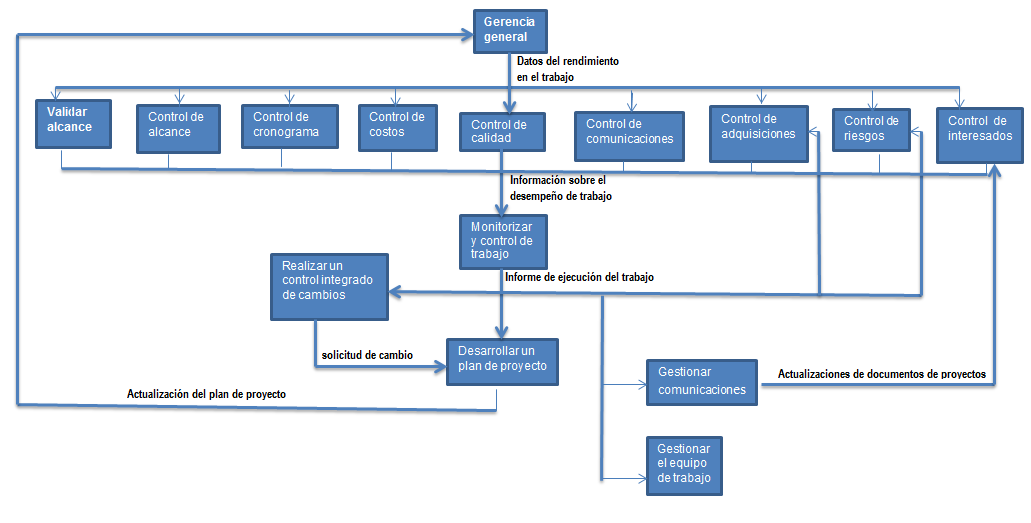 Gerencia
general
Datos del rendimiento
en el trabajo
Validar
alcance
Control de
alcance
Control de
cronograma
Control de
costos
Control de
calidad
Control de
comunicaciones
Control de
adquisiciones
Control de
riesgos
Control de
interesados
Información sobre el
desempeño de trabajo
Monitorizar
y control de
trabajo
Informe de ejecución del trabajo
Realizar un
control integrado
de cambios
solicitud de cambio
Desarrollar un
plan de proyecto
Gestionar
comunicaciones
Actualizaciones de documentos de proyectos
Actualización del plan de proyecto
Gestionar
el equipo
de trabajo